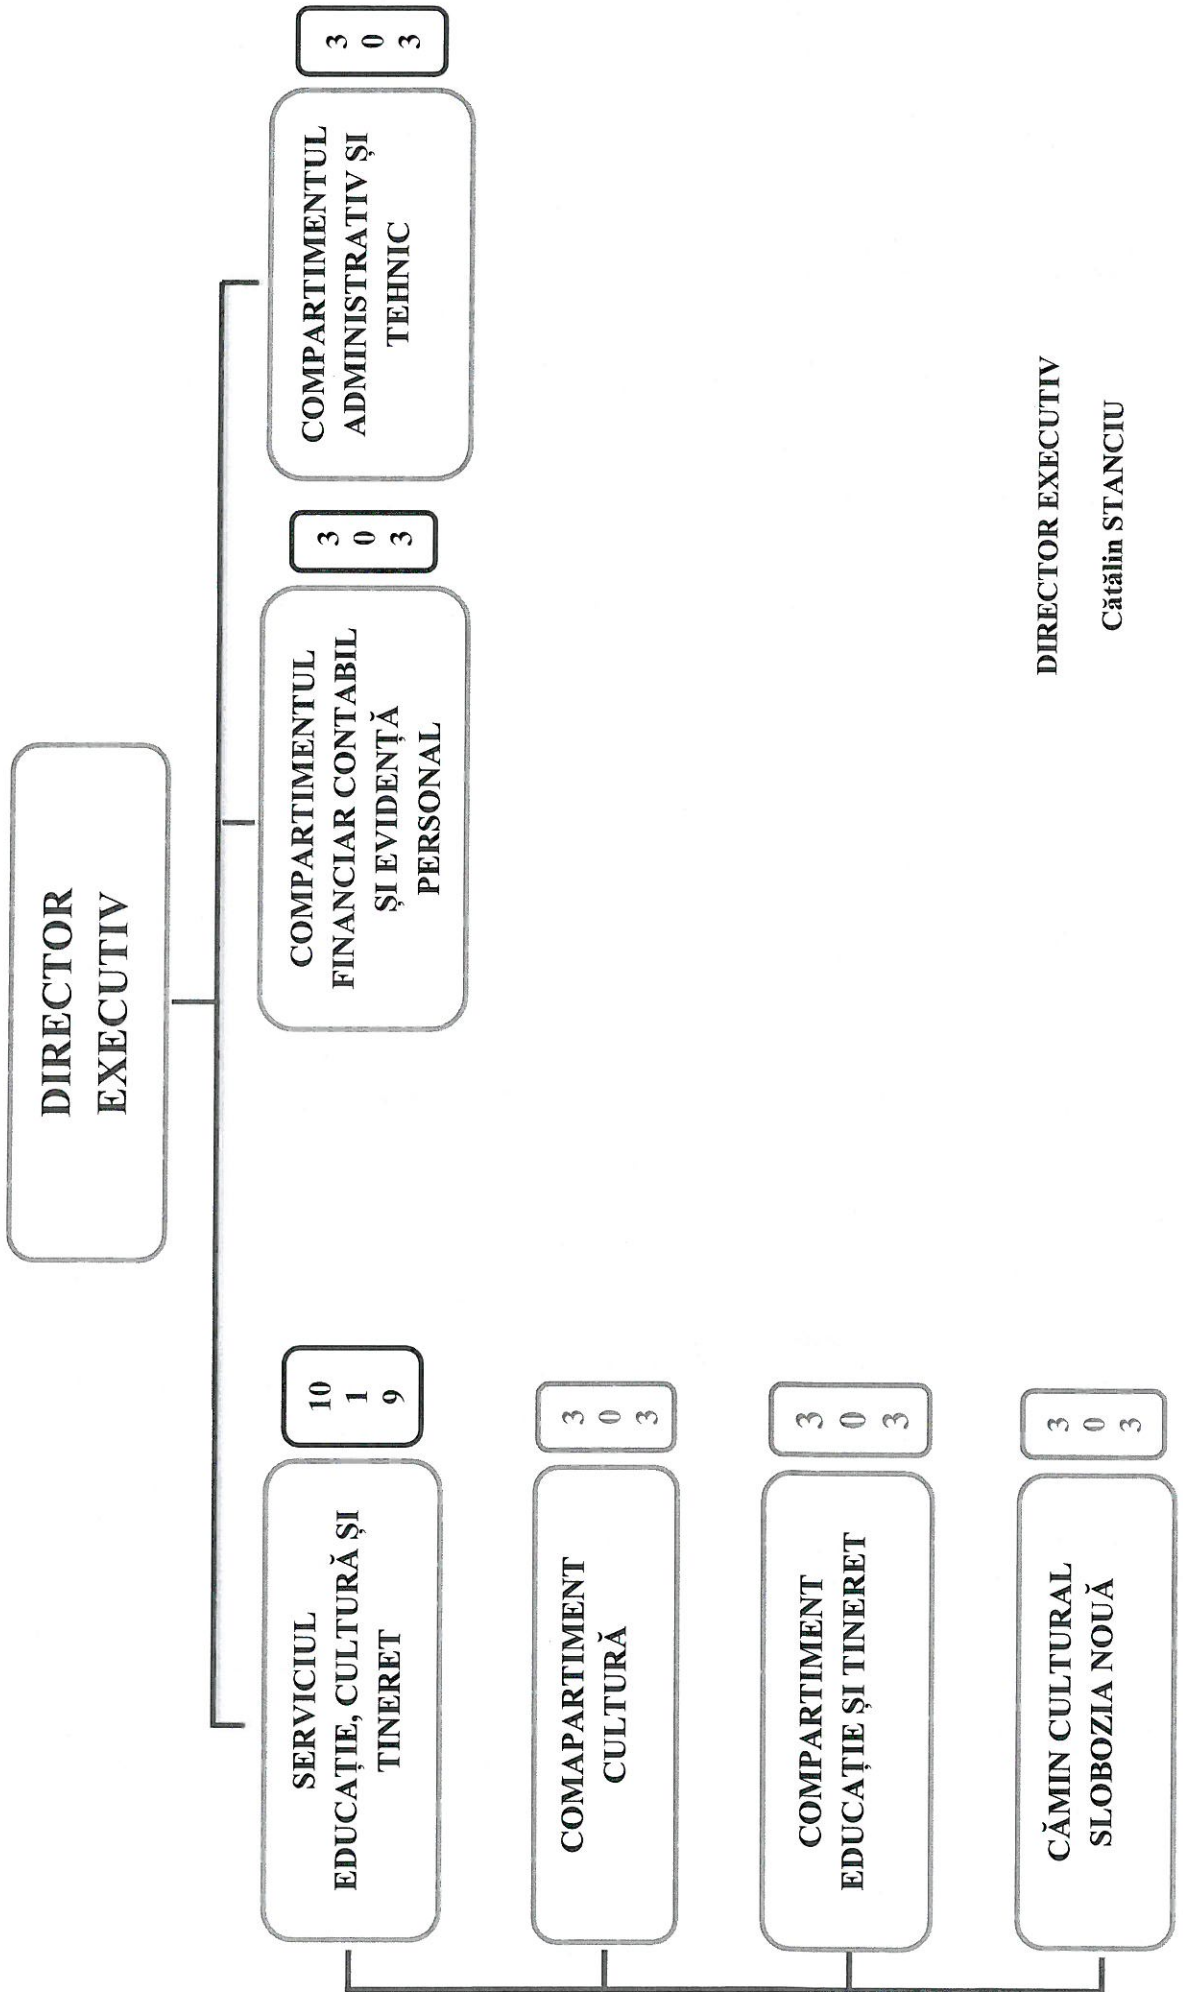 DIRECTOR
EXECUTIV
SERVICIUL
EDUCAȚIE, CULTURĂ ȘI
TINERET
10
1
9
COMPARTIMENTUL
FINANCIAR CONTABIL
ȘI EVIDENȚĂ
PERSONAL
3
0
3
COMPARTIMENTUL
ADMINISTRATIV ȘI
TEHNIC
3
0
3
COMAPARTIMENT
CULTURĂ
3
0
3
COMPARTIMENT
EDUCAȚIE ȘI TINERET
3
0
3
CĂMIN CULTURAL
SLOBOZIA NOUĂ
3
0
3
DIRECTOR EXECUTIV
Cătălin STANCIU